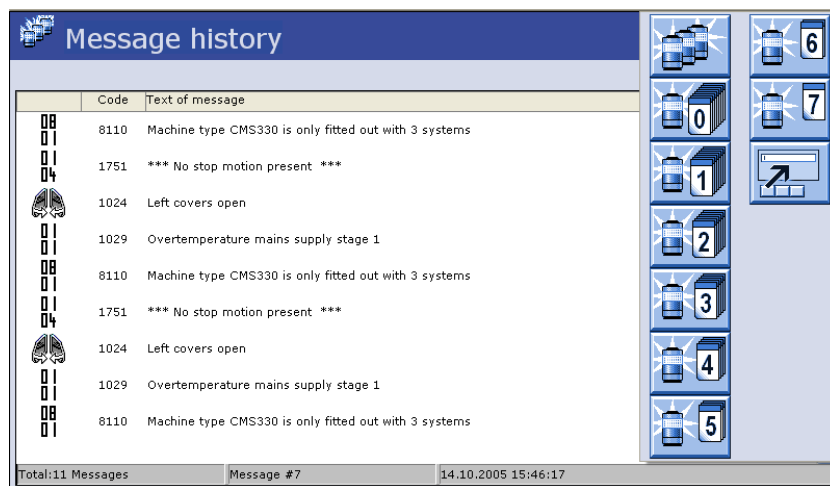 Message history
Code Text of message
08 01 8110 Machine type CMS330 is only fitted out with 3 systems
01 04 1751 *** No stop motion present ***
1024 Left covers open
01 01 1029 Overtemperature mains supply stage 1
08 01 8110 Machine type CMS330 is only fitted out with 3 systems
01 04 1751 *** No stop motion present ***
1024 Left covers open
01 01 1029 Overtemperature mains supply stage 1
08 01 8110 Machine type CMS330 is only fitted out with 3 systems
Total:11 Messages Message #7 14.10.2005 15:46:17
6
0 7
1
2
3
4
5